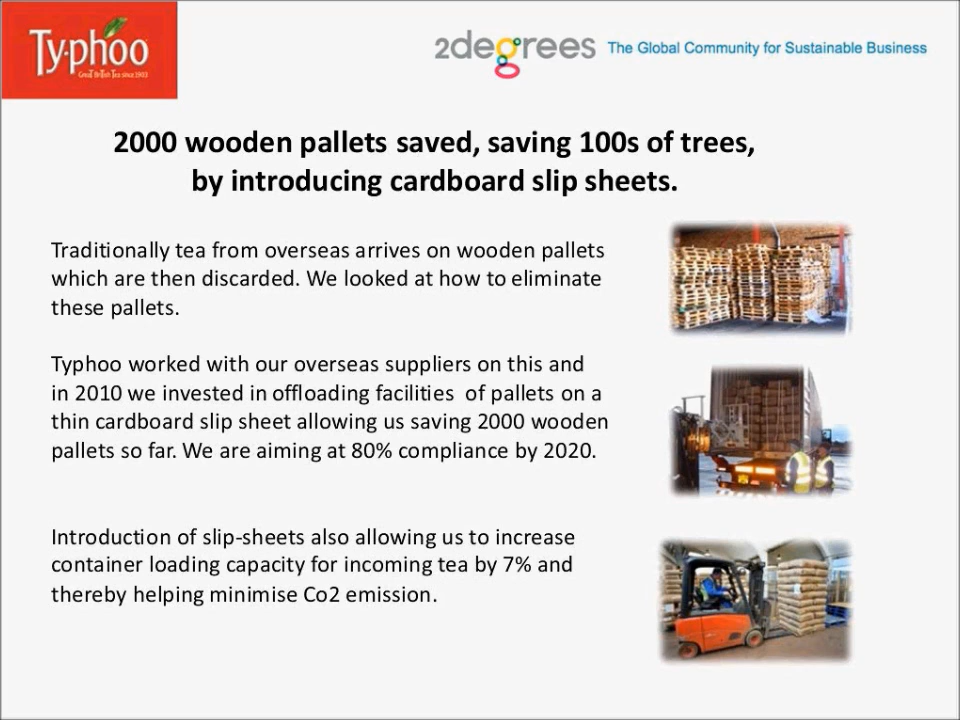 Ty·phoo
Great British Tea since 1903
2degrees The Global Community for Sustainable Business
2000 wooden pallets saved, saving 100s of trees,
by introducing cardboard slip sheets.
Traditionally tea from overseas arrives on wooden pallets
which are then discarded. We looked at how to eliminate
these pallets.
Typhoo worked with our overseas suppliers on this and
in 2010 we invested in offloading facilities  of pallets on a
thin cardboard slip sheet allowing us saving 2000 wooden
pallets so far. We are aiming at 80% compliance by 2020.
Introduction of slip-sheets also allowing us to increase
container loading capacity for incoming tea by 7% and
thereby helping minimise Co2 emission.